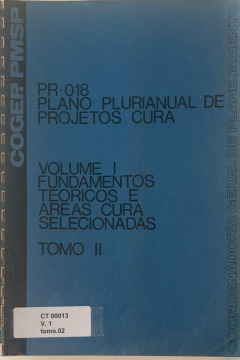 COGEP PMSP
PR-018
PLANO PLURIANUAL DE
PROJETOS CURA
VOLUME I
FUNDAMENTOS
TEÓRICOS E
ÁREAS CURA
SELECIONADAS
TOMO II
COORDENADORIA GERAL DE PLANEJAMENTO
CT 00013
V. 1
tomo.02